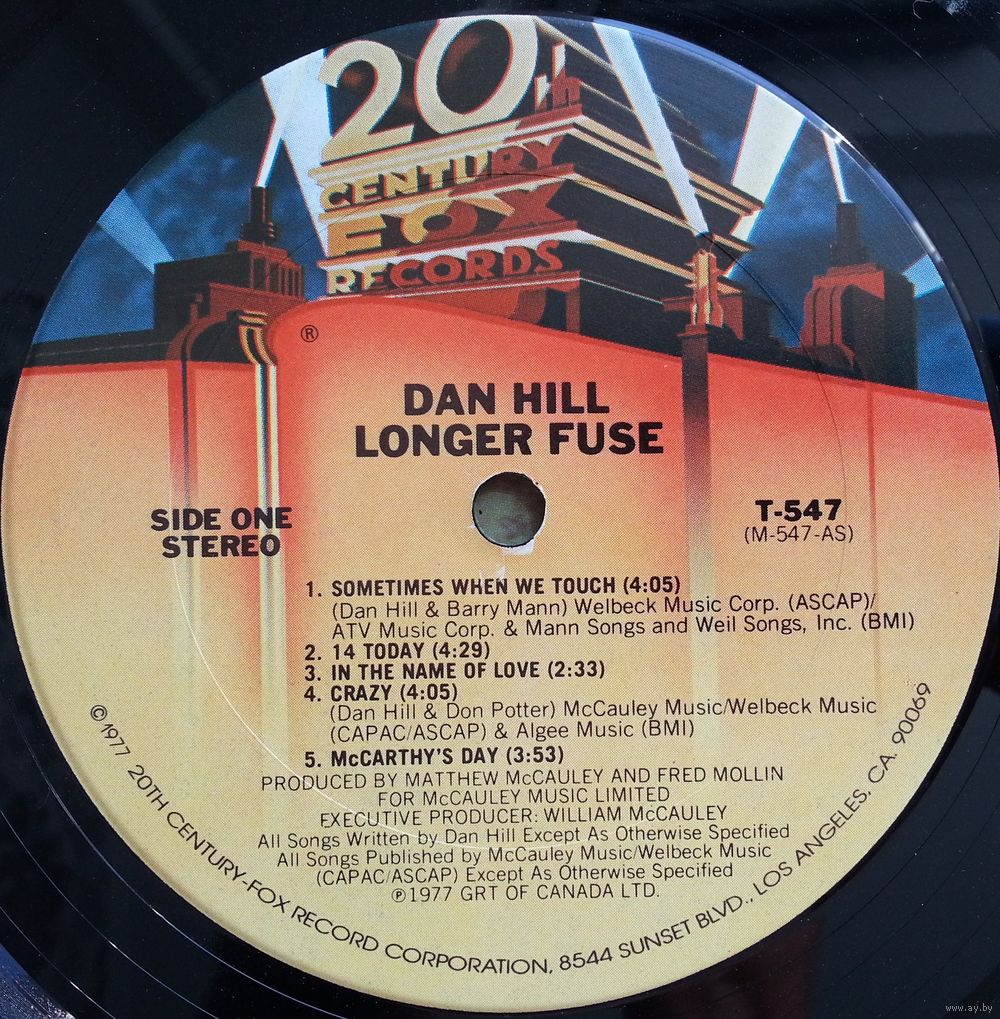 20th
CENTURY
FOX
RECORDS
®
DAN HILL
LONGER FUSE
SIDE ONE
STEREO
T-547
(M-547-AS)
1. SOMETIMES WHEN WE TOUCH (4:05)
(Dan Hill & Barry Mann) Welbeck Music Corp. (ASCAP)/
ATV Music Corp. & Mann Songs and Weil Songs, Inc. (BMI)
2. 14 TODAY (4:29)
3. IN THE NAME OF LOVE (2:33)
4. CRAZY (4:05)
(Dan Hill & Don Potter) McCauley Music/Welbeck Music
(CAPAC/ASCAP) & Algee Music (BMI)
5. McCARTHY'S DAY (3:53)
PRODUCED BY MATTHEW McCAULEY AND FRED MOLLIN
FOR McCAULEY MUSIC LIMITED
EXECUTIVE PRODUCER: WILLIAM McCAULEY
All Songs Written by Dan Hill Except As Otherwise Specified
All Songs Published by McCauley Music/Welbeck Music
(CAPAC/ASCAP) Except As Otherwise Specified
℗1977 GRT OF CANADA LTD.
©1977 20TH CENTURY-FOX RECORD CORPORATION, 8544 SUNSET BLVD., LOS ANGELES, CA. 90069
www.ay.by